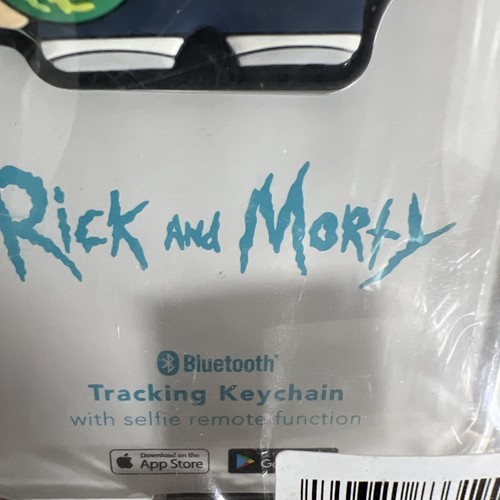 Rick AND Morty
Bluetooth®
Tracking Keychain
with selfie remote function
Download on the
App Store